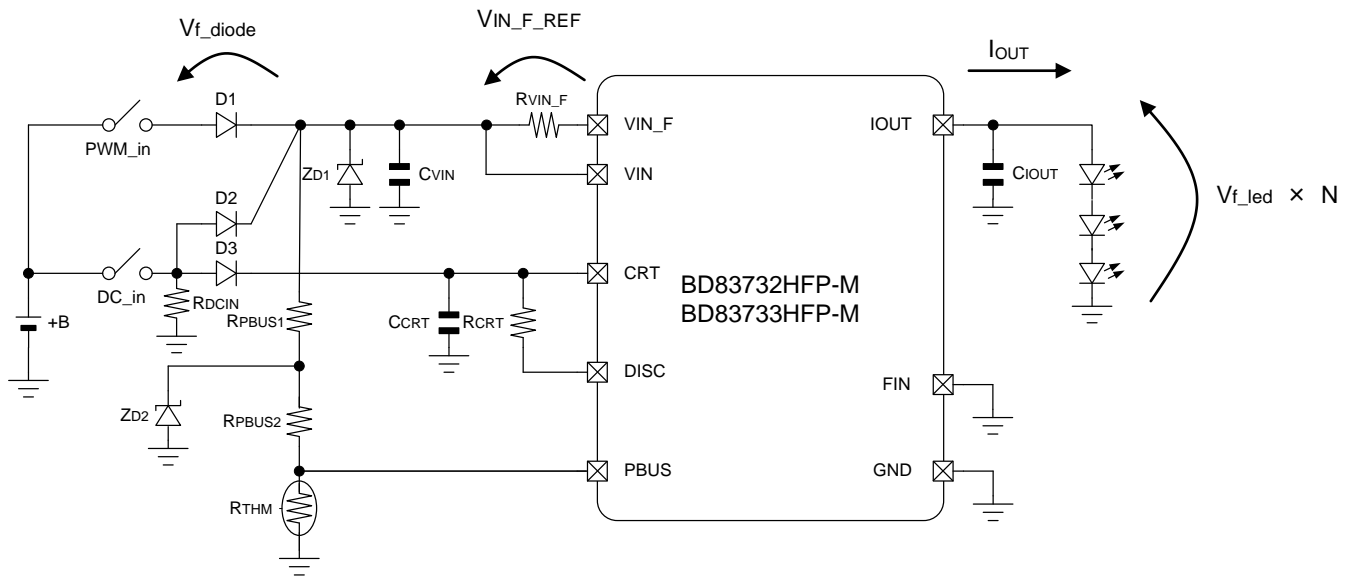 Vf_diode
VIN_F_REF
IOUT
D1
RVIN_F
PWM_in
VIN_F
IOUT
ZD1
CVIN
VIN
CIOUT
Vf_led × N
D2
D3
DC_in
RDCIN
CRT
BD83732HFP-M
BD83733HFP-M
+B
RPBUS1
CCRT
RCRT
DISC
FIN
ZD2
RPBUS2
PBUS
GND
RTHM